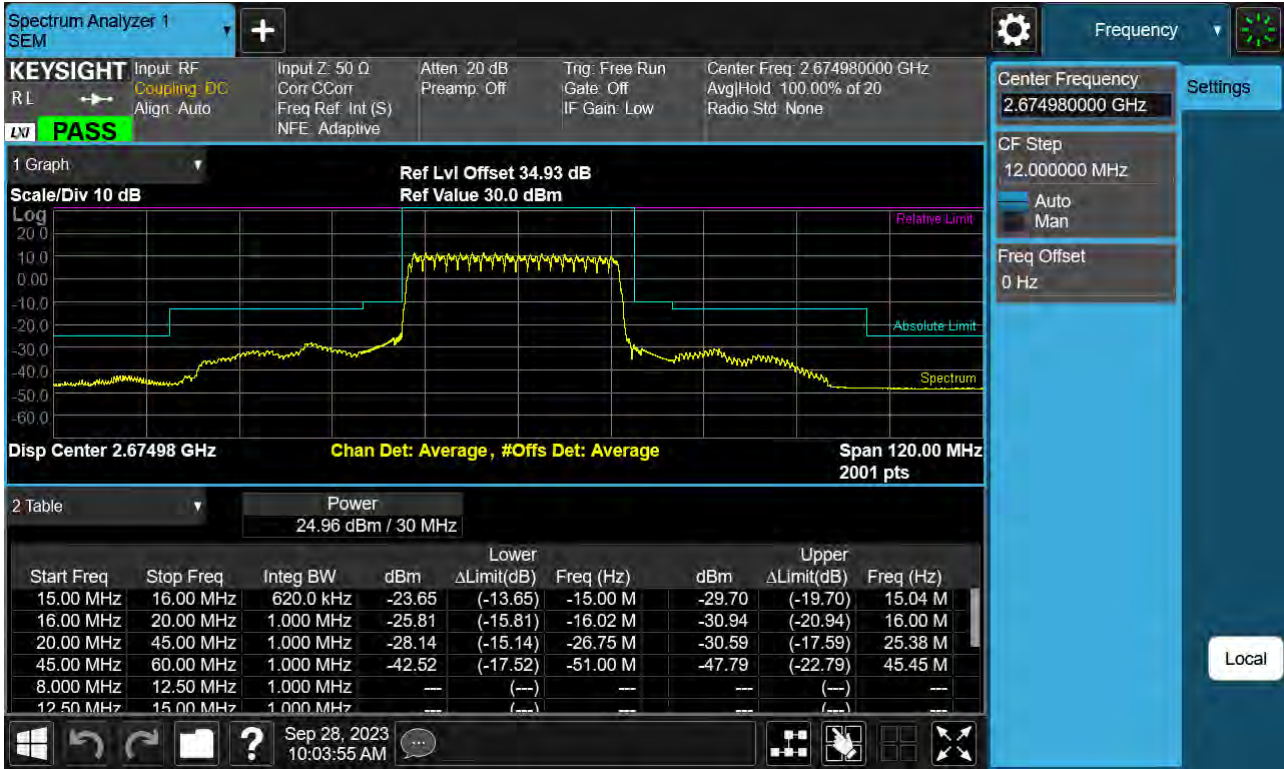 Spectrum Analyzer 1
SEM
+
Frequency
KEYSIGHT
R L
LXI
PASS
Input: RF
Coupling: DC
Align: Auto
Input Z: 50 Ω
Corr CCorr
Freq Ref: Int (S)
NFE: Adaptive
Atten: 20 dB
Preamp: Off
Trig: Free Run
Gate: Off
IF Gain: Low
Center Freq: 2.674980000 GHz
Avg|Hold: 100.00% of 20
Radio Std: None
Center Frequency
2.674980000 GHz
Settings
CF Step
12.000000 MHz
Auto
Man
Freq Offset
0 Hz
Local
1 Graph
Ref Lvl Offset 34.93 dB
Scale/Div 10 dB
Ref Value 30.0 dBm
Log
20.0
10.0
0.00
-10.0
-20.0
-30.0
-40.0
-50.0
-60.0
Relative Limit
Absolute Limit
Spectrum
Disp Center 2.67498 GHz
Chan Det: Average , #Offs Det: Average
Span 120.00 MHz
2001 pts
2 Table
Power
24.96 dBm / 30 MHz
Lower Upper
Start Freq Stop Freq Integ BW dBm ΔLimit(dB) Freq (Hz) dBm ΔLimit(dB) Freq (Hz)
15.00 MHz 16.00 MHz 620.0 kHz -23.65 (-13.65) -15.00 M -29.70 (-19.70) 15.04 M
16.00 MHz 20.00 MHz 1.000 MHz -25.81 (-15.81) -16.02 M -30.94 (-20.94) 16.00 M
20.00 MHz 45.00 MHz 1.000 MHz -28.14 (-15.14) -26.75 M -30.59 (-17.59) 25.38 M
45.00 MHz 60.00 MHz 1.000 MHz -42.52 (-17.52) -51.00 M -47.79 (-22.79) 45.45 M
8.000 MHz 12.50 MHz 1.000 MHz --- (---) --- --- (---) ---
12.50 MHz 15.00 MHz 1.000 MHz --- (---) --- --- (---) ---
?
Sep 28, 2023
10:03:55 AM